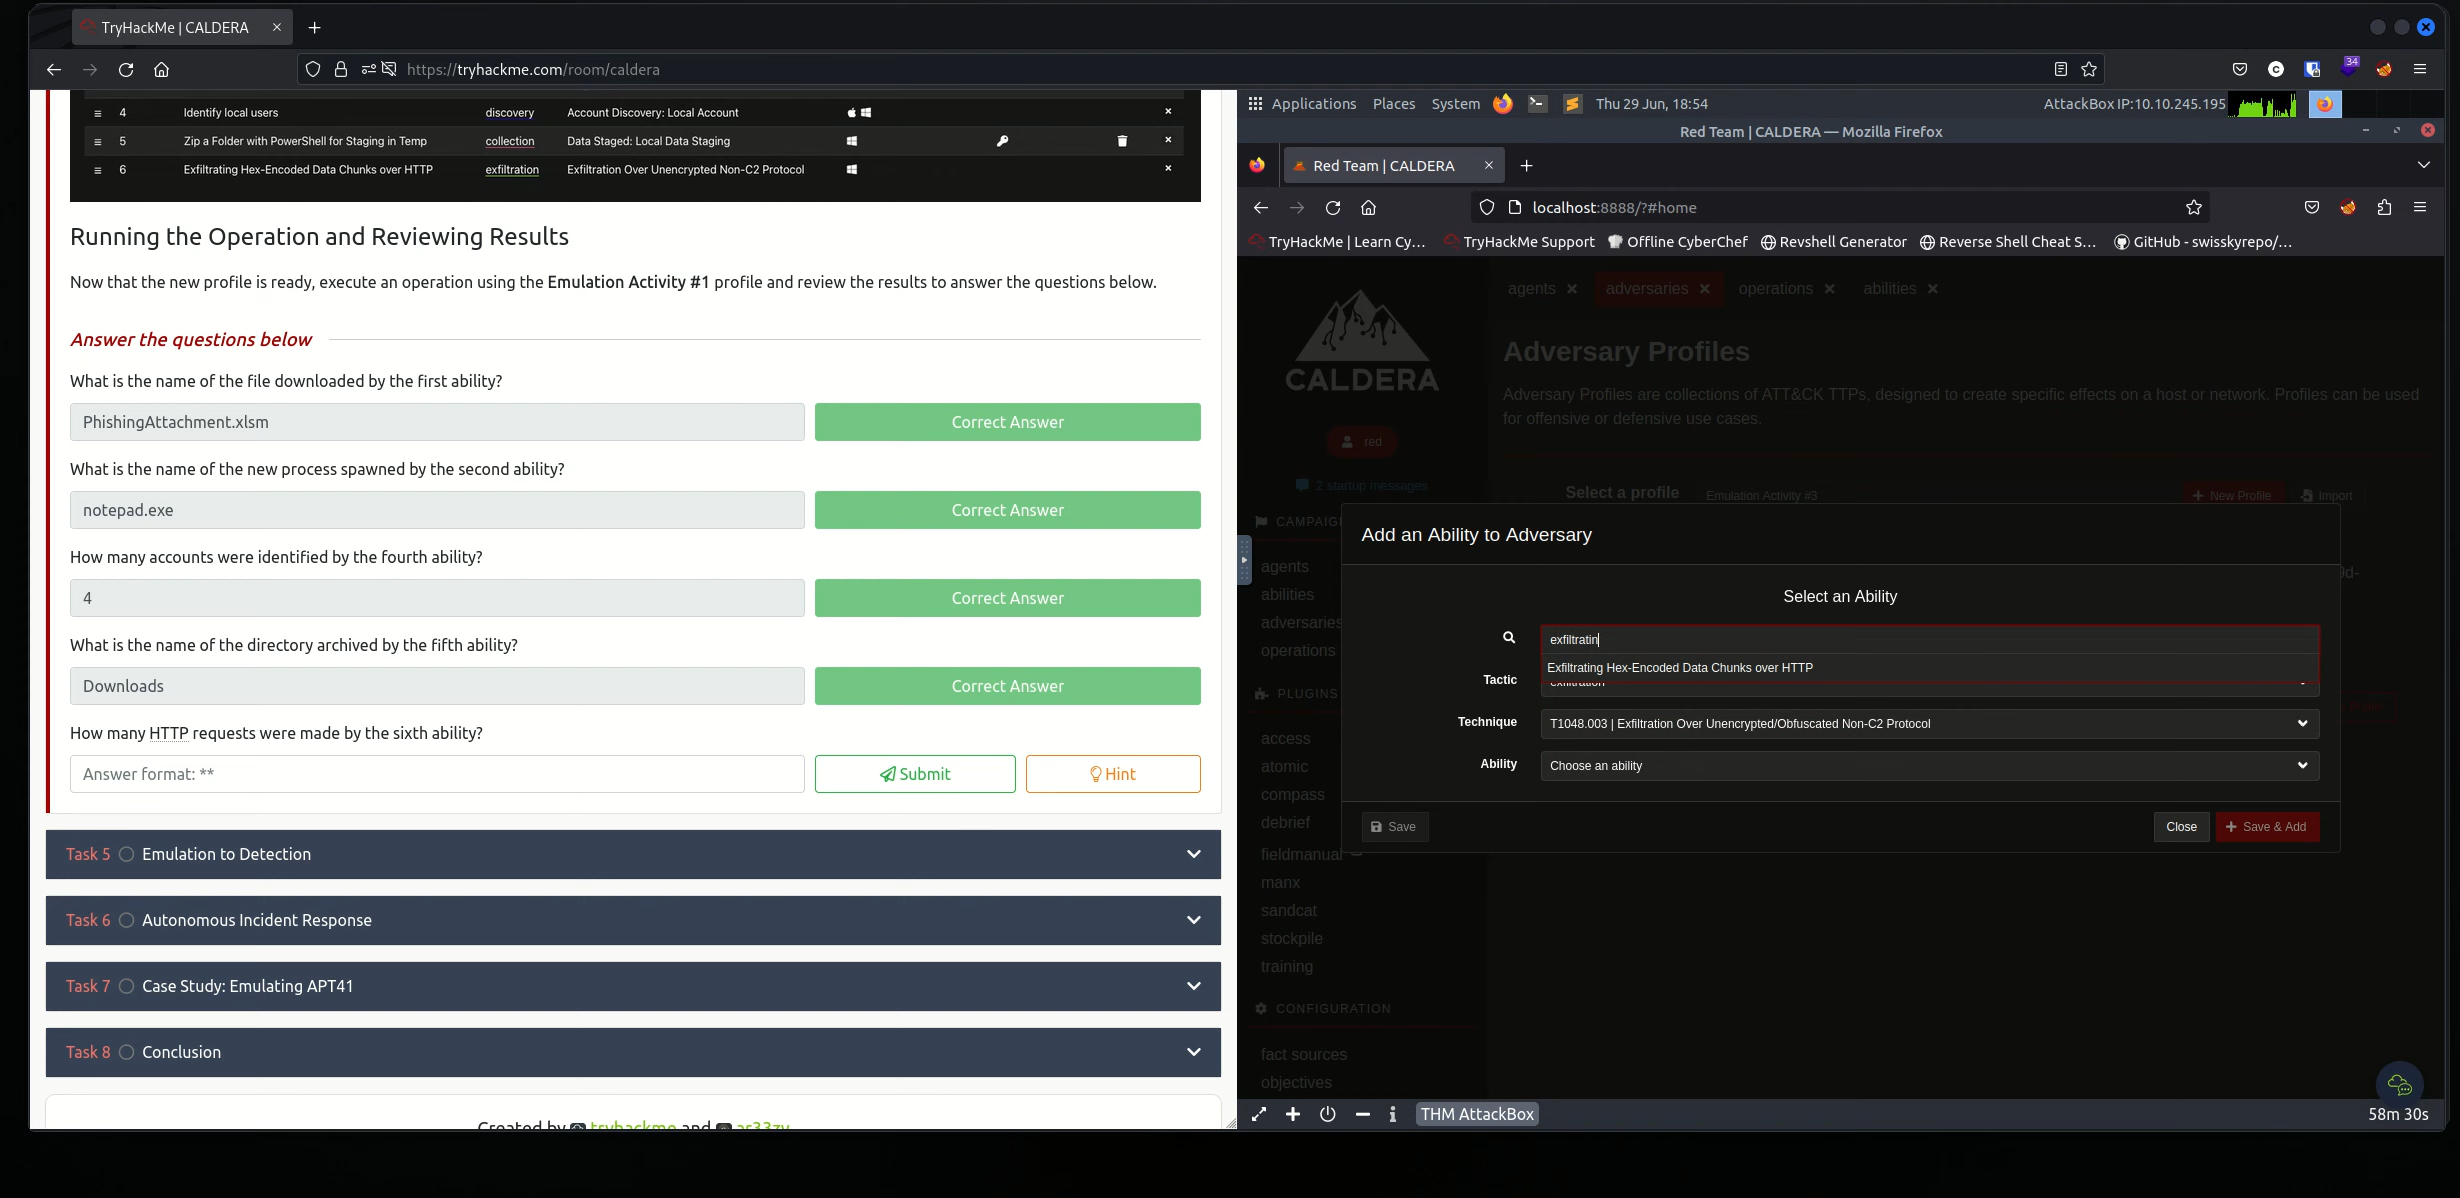 TryHackMe | CALDERA
https://tryhackme.com/room/caldera
34
4 Identify local users discovery Account Discovery: Local Account
5 Zip a Folder with PowerShell for Staging in Temp collection Data Staged: Local Data Staging
6 Exfiltrating Hex-Encoded Data Chunks over HTTP exfiltration Exfiltration Over Unencrypted Non-C2 Protocol
Running the Operation and Reviewing Results
Now that the new profile is ready, execute an operation using the Emulation Activity #1 profile and review the results to answer the questions below.
Answer the questions below
What is the name of the file downloaded by the first ability?
PhishingAttachment.xlsm Correct Answer
What is the name of the new process spawned by the second ability?
notepad.exe Correct Answer
How many accounts were identified by the fourth ability?
4 Correct Answer
What is the name of the directory archived by the fifth ability?
Downloads Correct Answer
How many HTTP requests were made by the sixth ability?
Answer format: ** Submit Hint
Task 5 Emulation to Detection
Task 6 Autonomous Incident Response
Task 7 Case Study: Emulating APT41
Task 8 Conclusion
Created by tryhackme and ar33zy
Applications Places System Thu 29 Jun, 18:54 AttackBox IP:10.10.245.195
Red Team | CALDERA — Mozilla Firefox
Red Team | CALDERA
localhost:8888/?#home
TryHackMe | Learn Cy... TryHackMe Support Offline CyberChef Revshell Generator Reverse Shell Cheat S... GitHub - swisskyrepo/...
CALDERA
red
2 startup messages
CAMPAIG
agents
abilities
adversaries
operations
PLUGINS
access
atomic
compass
debrief
fieldmanual
manx
sandcat
stockpile
training
CONFIGURATION
fact sources
objectives
agents adversaries operations abilities
Adversary Profiles
Adversary Profiles are collections of ATT&CK TTPs, designed to create specific effects on a host or network. Profiles can be used
for offensive or defensive use cases.
Select a profile Emulation Activity #3 New Profile Import
9d-
Add an Ability to Adversary
Select an Ability
exfiltratin
Exfiltrating Hex-Encoded Data Chunks over HTTP
Tactic exfiltration
Technique T1048.003 | Exfiltration Over Unencrypted/Obfuscated Non-C2 Protocol
Ability Choose an ability
Save Close Save & Add
THM AttackBox 58m 30s